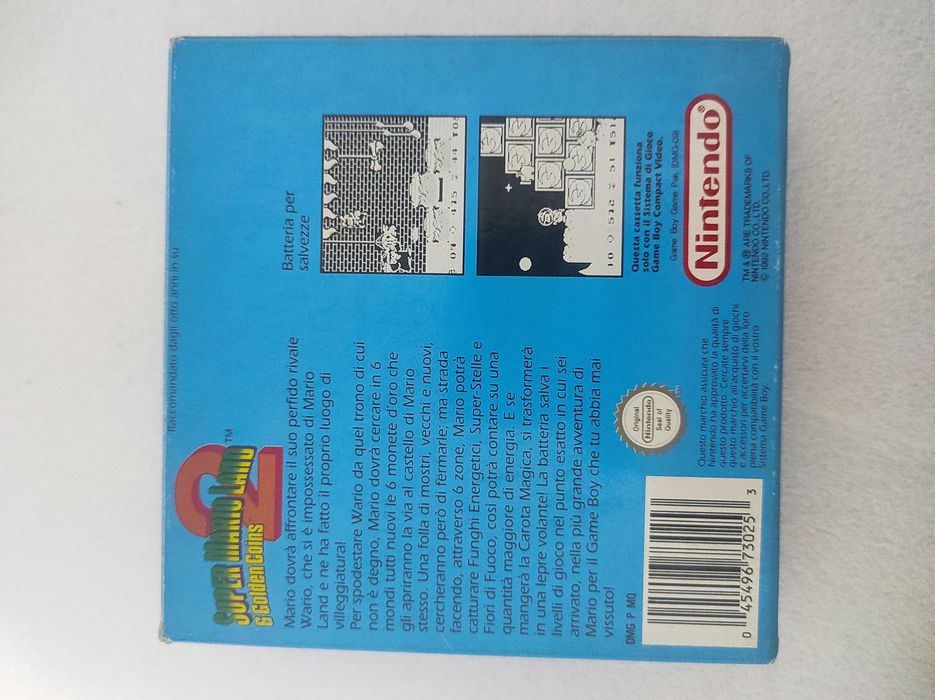 Raccomandato dagli otto anni in su
SUPER MARIO LAND
2™
6 Golden Coins
Mario dovrà affrontare il suo perfido rivale
Wario, che si è impossessato di Mario
Land e ne ha fatto il proprio luogo di
villeggiatura!
Per spodestare Wario da quel trono di cui
non è degno, Mario dovrà cercare in 6
mondi tutti nuovi le 6 monete d'oro che
gli apriranno la via al castello di Mario
stesso. Una folla di mostri, vecchi e nuovi,
cercheranno però di fermarle; ma strada
facendo, attraverso 6 zone, Mario potrà
catturare Funghi Energetici, Super-Stelle e
Fiori di Fuoco, così potrà contare su una
quantità maggiore di energia. E se
mangerà la Carota Magica, si trasformerà
in una lepre volante! La batteria salva i
livelli di gioco nel punto esatto in cui sei
arrivato, nella più grande avventura di
Mario per il Game Boy che tu abbia mai
vissuto!
Batteria per
salvezze
Questa cassetta funziona
solo con il Sistema di Gioco
Game Boy Compact Video.
Game Boy Game Pak (DMG-09)
Nintendo®
TM & ® ARE TRADEMARKS OF
NINTENDO CO., LTD.
© 1992 NINTENDO CO., LTD.
DMG P MQ
0 45496 73025 3
Original
Nintendo
Seal of
Quality
TM
Questo marchio assicura che
Nintendo ha approvato la qualità di
questo prodotto. Cercate sempre
questo marchio all'acquisto di giochi
e accessori per accertarvi della loro
piena compatibilità con il vostro
Sistema Game Boy.